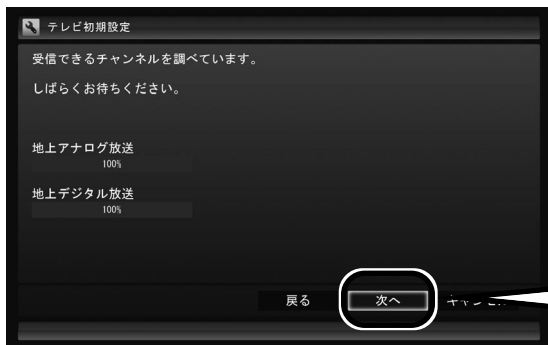 テレビ初期設定
受信できるチャンネルを調べています。
しばらくお待ちください。
地上アナログ放送
100%
地上デジタル放送
100%
戻る 次へ